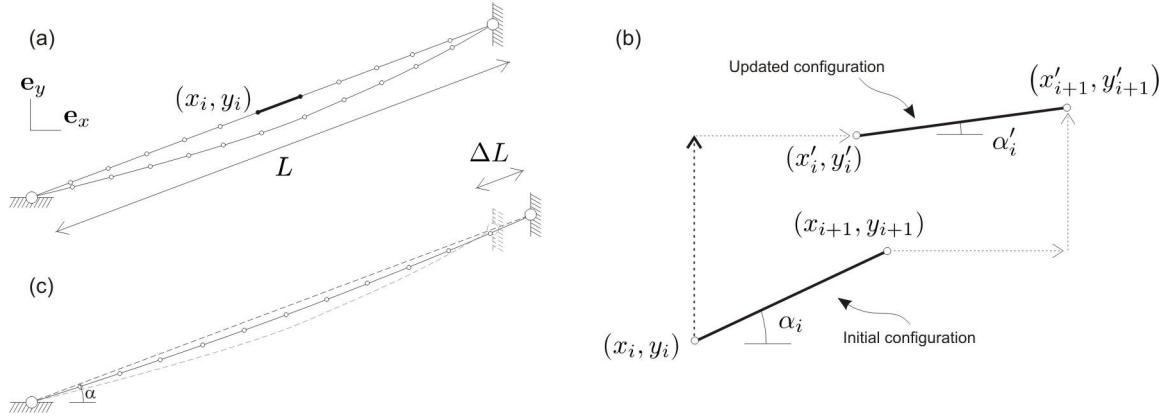 (a)
e_y
e_x
(x_i, y_i)
L
ΔL
(c)
α
(b)
Updated configuration
(x'_{i+1}, y'_{i+1})
(x'_i, y'_i)
α'_i
(x_{i+1}, y_{i+1})
α_i
(x_i, y_i)
Initial configuration